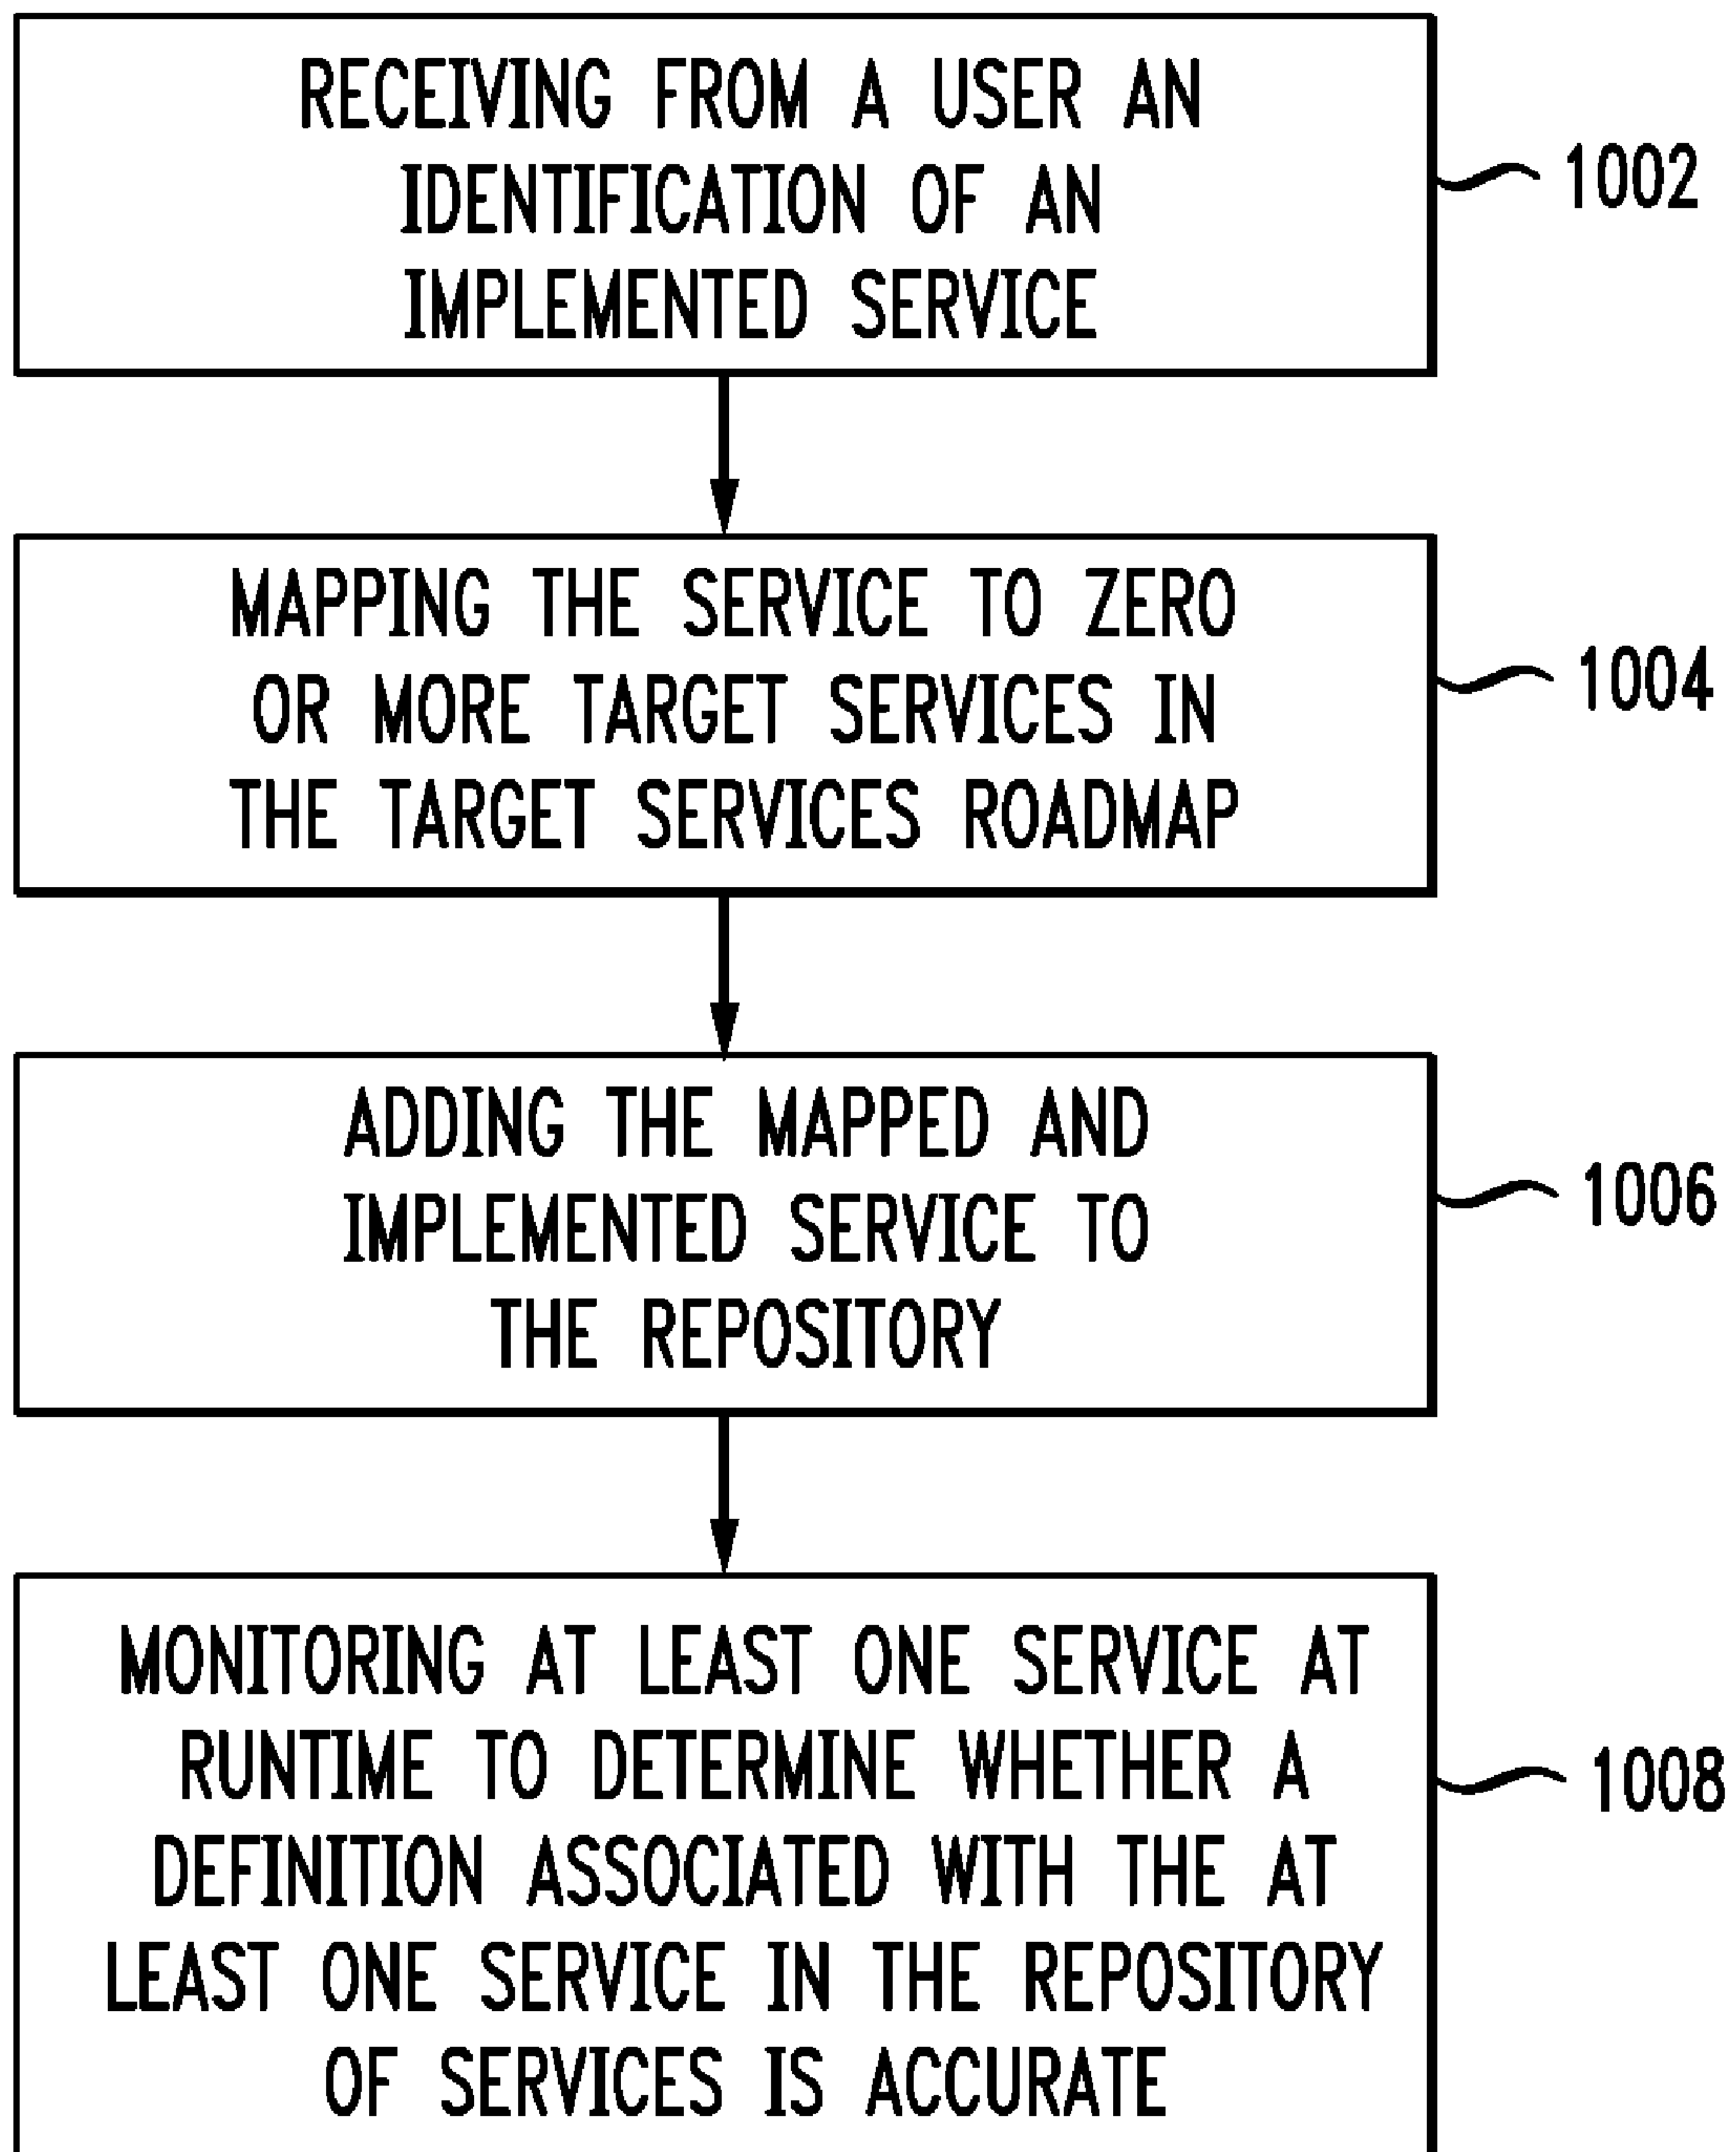 RECEIVING FROM A USER AN
IDENTIFICATION OF AN
IMPLEMENTED SERVICE
1002
MAPPING THE SERVICE TO ZERO
OR MORE TARGET SERVICES IN
THE TARGET SERVICES ROADMAP
1004
ADDING THE MAPPED AND
IMPLEMENTED SERVICE TO
THE REPOSITORY
1006
MONITORING AT LEAST ONE SERVICE AT
RUNTIME TO DETERMINE WHETHER A
DEFINITION ASSOCIATED WITH THE AT
LEAST ONE SERVICE IN THE REPOSITORY
OF SERVICES IS ACCURATE
1008